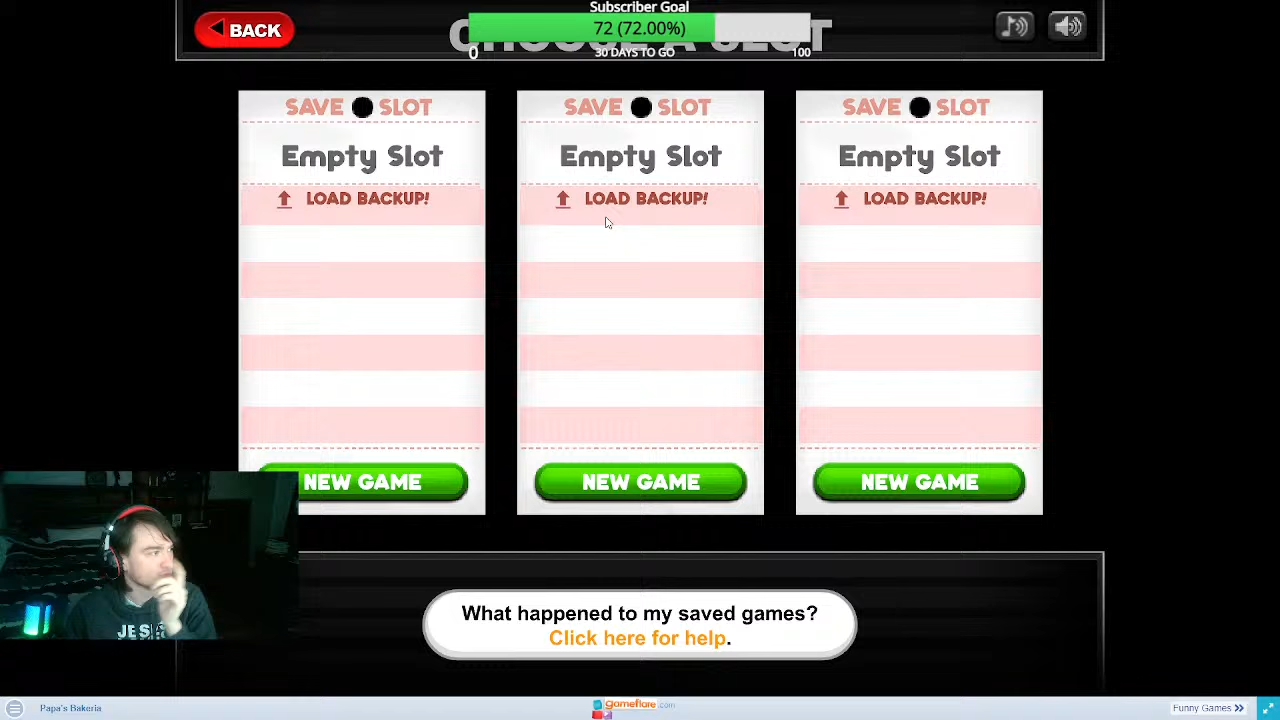 Subscriber Goal
BACK
72 (72.00%)
CHOOSE A SLOT
0
30 DAYS TO GO
100
SAVE SLOT
SAVE SLOT
SAVE SLOT
Empty Slot
Empty Slot
Empty Slot
LOAD BACKUP!
LOAD BACKUP!
LOAD BACKUP!
NEW GAME
NEW GAME
NEW GAME
What happened to my saved games?
Click here for help.
Papa's Bakeria
gameflare.com
Funny Games